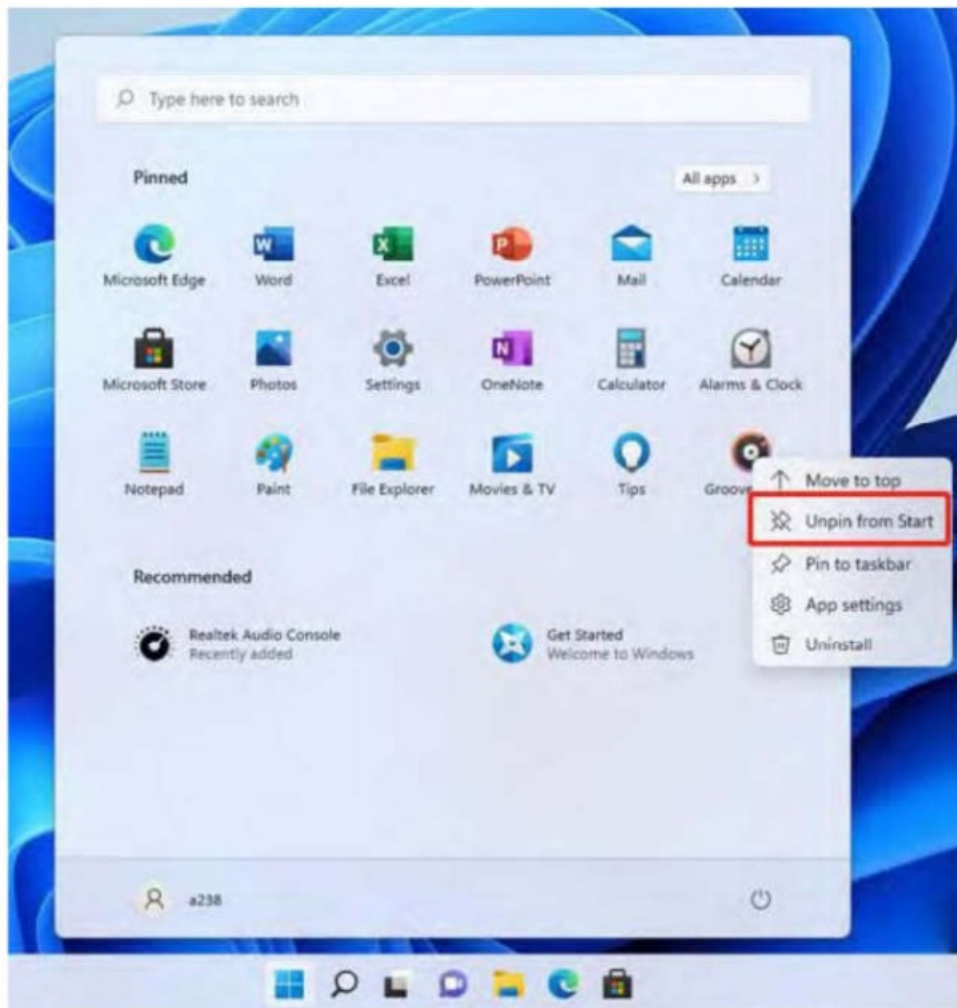 Type here to search
Pinned
All apps
Microsoft Edge Word Excel PowerPoint Mail Calendar
Microsoft Store Photos Settings OneNote Calculator Alarms & Clock
Notepad Paint File Explorer Movies & TV Tips Groove
Move to top
Unpin from Start
Pin to taskbar
App settings
Uninstall
Recommended
Realtek Audio Console
Recently added
Get Started
Welcome to Windows
a238